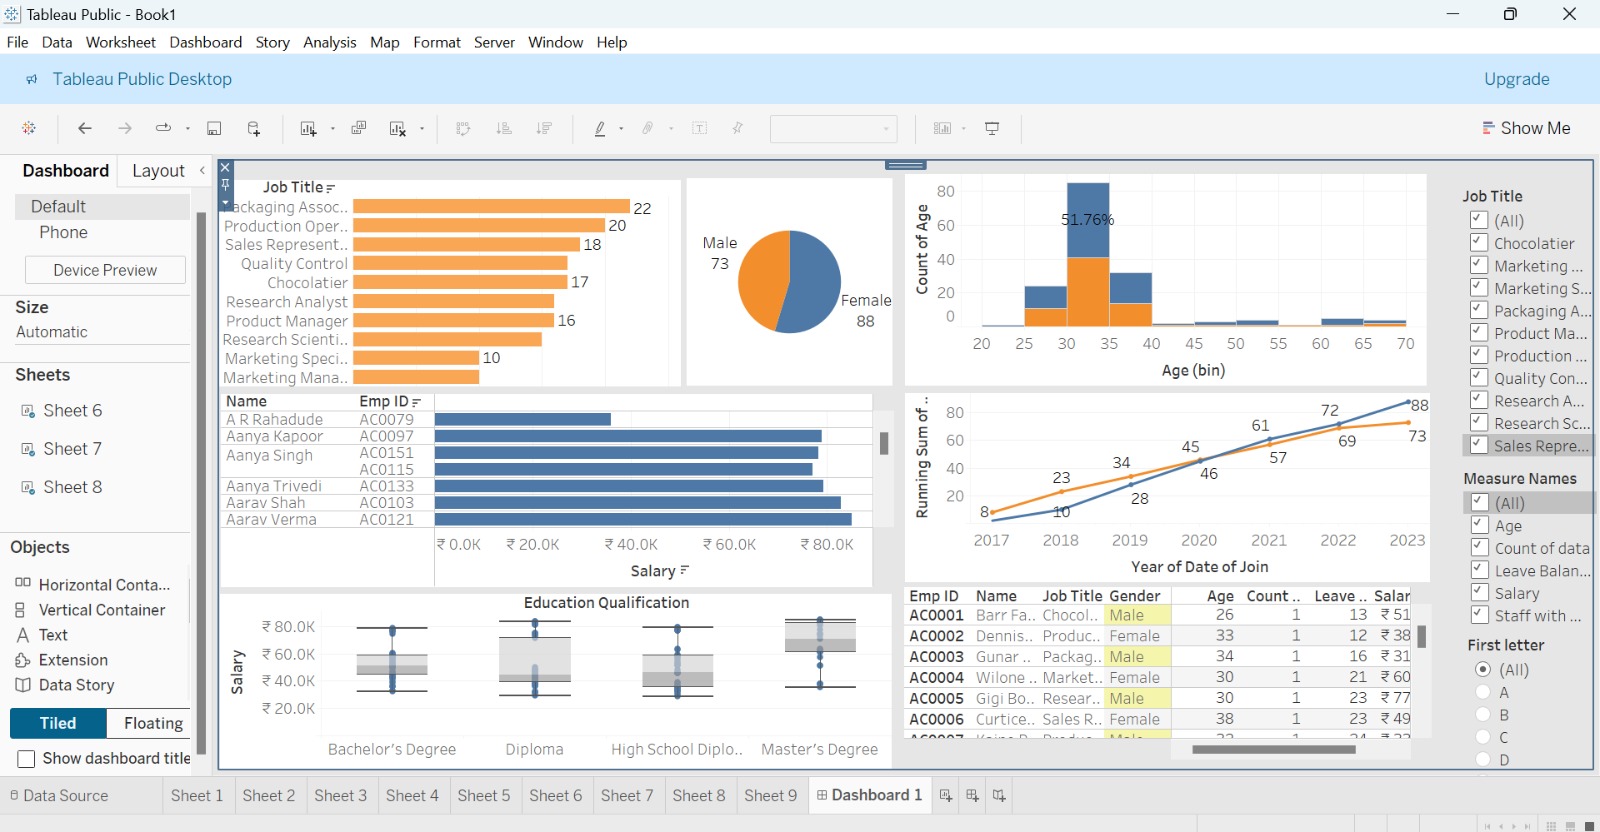 Tableau Public - Book1
File Data Worksheet Dashboard Story Analysis Map Format Server Window Help
Tableau Public Desktop
Upgrade
Show Me
Dashboard
Layout
Default
Phone
Device Preview
Size
Automatic
Sheets
Sheet 6
Sheet 7
Sheet 8
Objects
Horizontal Conta...
Vertical Container
Text
Extension
Data Story
Tiled
Floating
Show dashboard title
Job Title
Packaging Assoc.. 22
Production Oper.. 20
Sales Represent.. 18
Quality Control
Chocolatier 17
Research Analyst
Product Manager 16
Research Scienti..
Marketing Speci.. 10
Marketing Mana..
Male
73
Female
88
Count of Age
80
60
40
20
0
51.76%
20 25 30 35 40 45 50 55 60 65 70
Age (bin)
Name Emp ID
A R Rahadude AC0079
Aanya Kapoor AC0097
Aanya Singh AC0151
AC0115
Aanya Trivedi AC0133
Aarav Shah AC0103
Aarav Verma AC0121
₹ 0.0K ₹ 20.0K ₹ 40.0K ₹ 60.0K ₹ 80.0K
Salary
Running Sum of ..
80
60
40
20
8
10
23
34
28
45
46
61
57
72
69
88
73
2017 2018 2019 2020 2021 2022 2023
Year of Date of Join
Education Qualification
Salary
₹ 80.0K
₹ 60.0K
₹ 40.0K
₹ 20.0K
Bachelor's Degree Diploma High School Diplo.. Master's Degree
Emp ID Name Job Title Gender Age Count .. Leave .. Salar
AC0001 Barr Fa.. Chocol.. Male 26 1 13 ₹ 51
AC0002 Dennis.. Produc.. Female 33 1 12 ₹ 38
AC0003 Gunar .. Packag.. Male 34 1 16 ₹ 31
AC0004 Wilone .. Market.. Female 30 1 21 ₹ 60
AC0005 Gigi Bo.. Resear.. Male 30 1 23 ₹ 77
AC0006 Curtice.. Sales R.. Female 38 1 23 ₹ 49
Job Title
(All)
Chocolatier
Marketing ...
Marketing S...
Packaging A...
Product Ma...
Production ...
Quality Con...
Research A...
Research Sc...
Sales Repre...
Measure Names
(All)
Age
Count of data
Leave Balan...
Salary
Staff with ...
First letter
(All)
A
B
C
D
Data Source Sheet 1 Sheet 2 Sheet 3 Sheet 4 Sheet 5 Sheet 6 Sheet 7 Sheet 8 Sheet 9 Dashboard 1